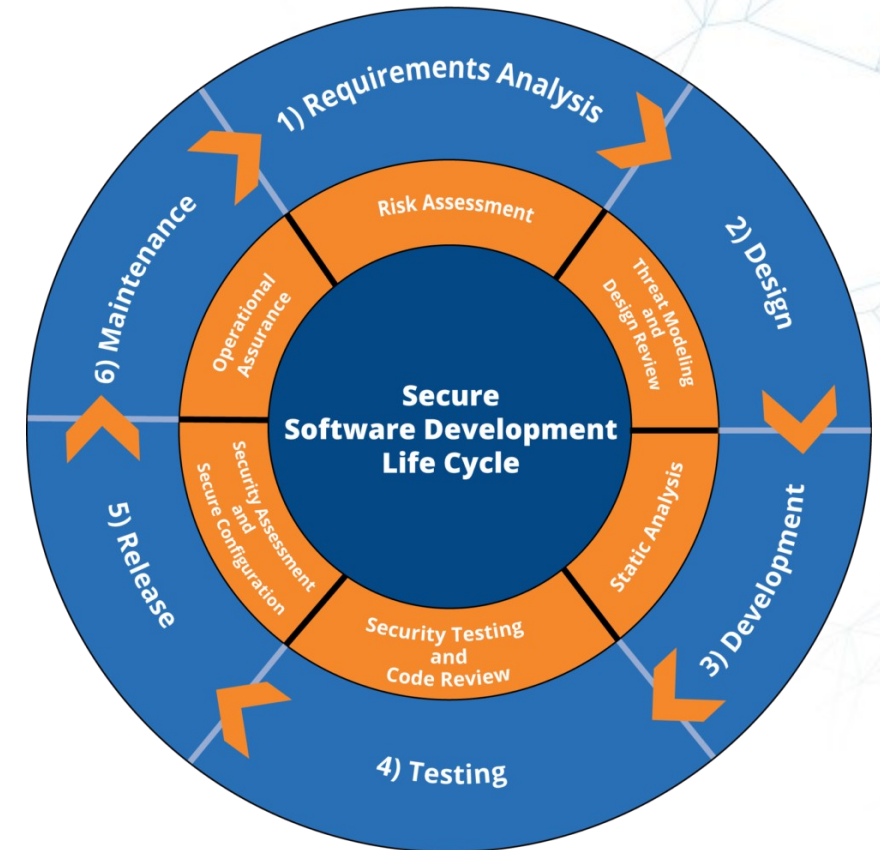 1) Requirements Analysis
Risk Assessment
2) Design
Threat Modeling
and
Design Review
3) Development
Static Analysis
4) Testing
Security Testing
and
Code Review
5) Release
Security Assessment
and
Secure Configuration
6) Maintenance
Operational
Assurance
Secure
Software Development
Life Cycle